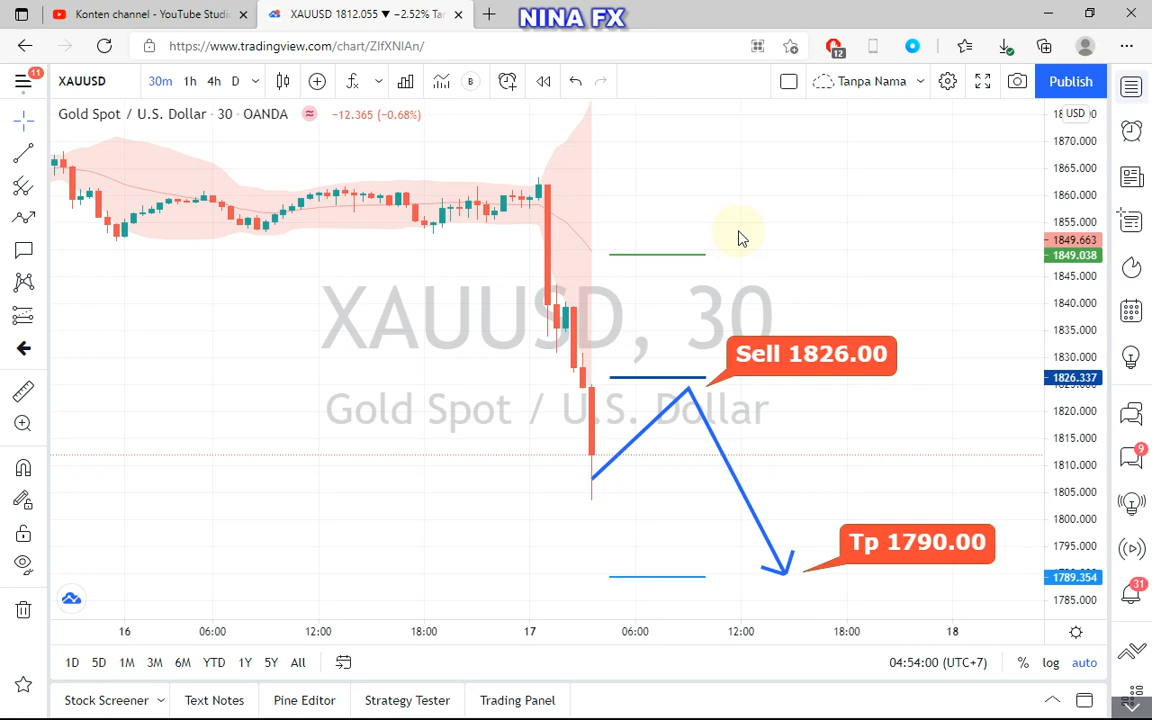 Konten channel - YouTube Studi
XAUUSD 1812.055 ▼ −2.52% Tan
NINA FX
https://www.tradingview.com/chart/ZIfXNIAn/
12
11
XAUUSD
30m 1h 4h D
B
Tanpa Nama
Publish
Gold Spot / U.S. Dollar · 30 · OANDA
−12.365 (−0.68%)
USD
1870.000
1865.000
1860.000
1855.000
1849.663
1849.038
1845.000
1840.000
1835.000
1830.000
1826.337
1820.000
1815.000
1810.000
1805.000
1800.000
1795.000
1789.354
1785.000
XAUUSD, 30
Gold Spot / U.S. Dollar
Sell 1826.00
Tp 1790.00
9
31
16 06:00 12:00 18:00 17 06:00 12:00 18:00 18
1D 5D 1M 3M 6M YTD 1Y 5Y All
04:54:00 (UTC+7) % log auto
Stock Screener Text Notes Pine Editor Strategy Tester Trading Panel